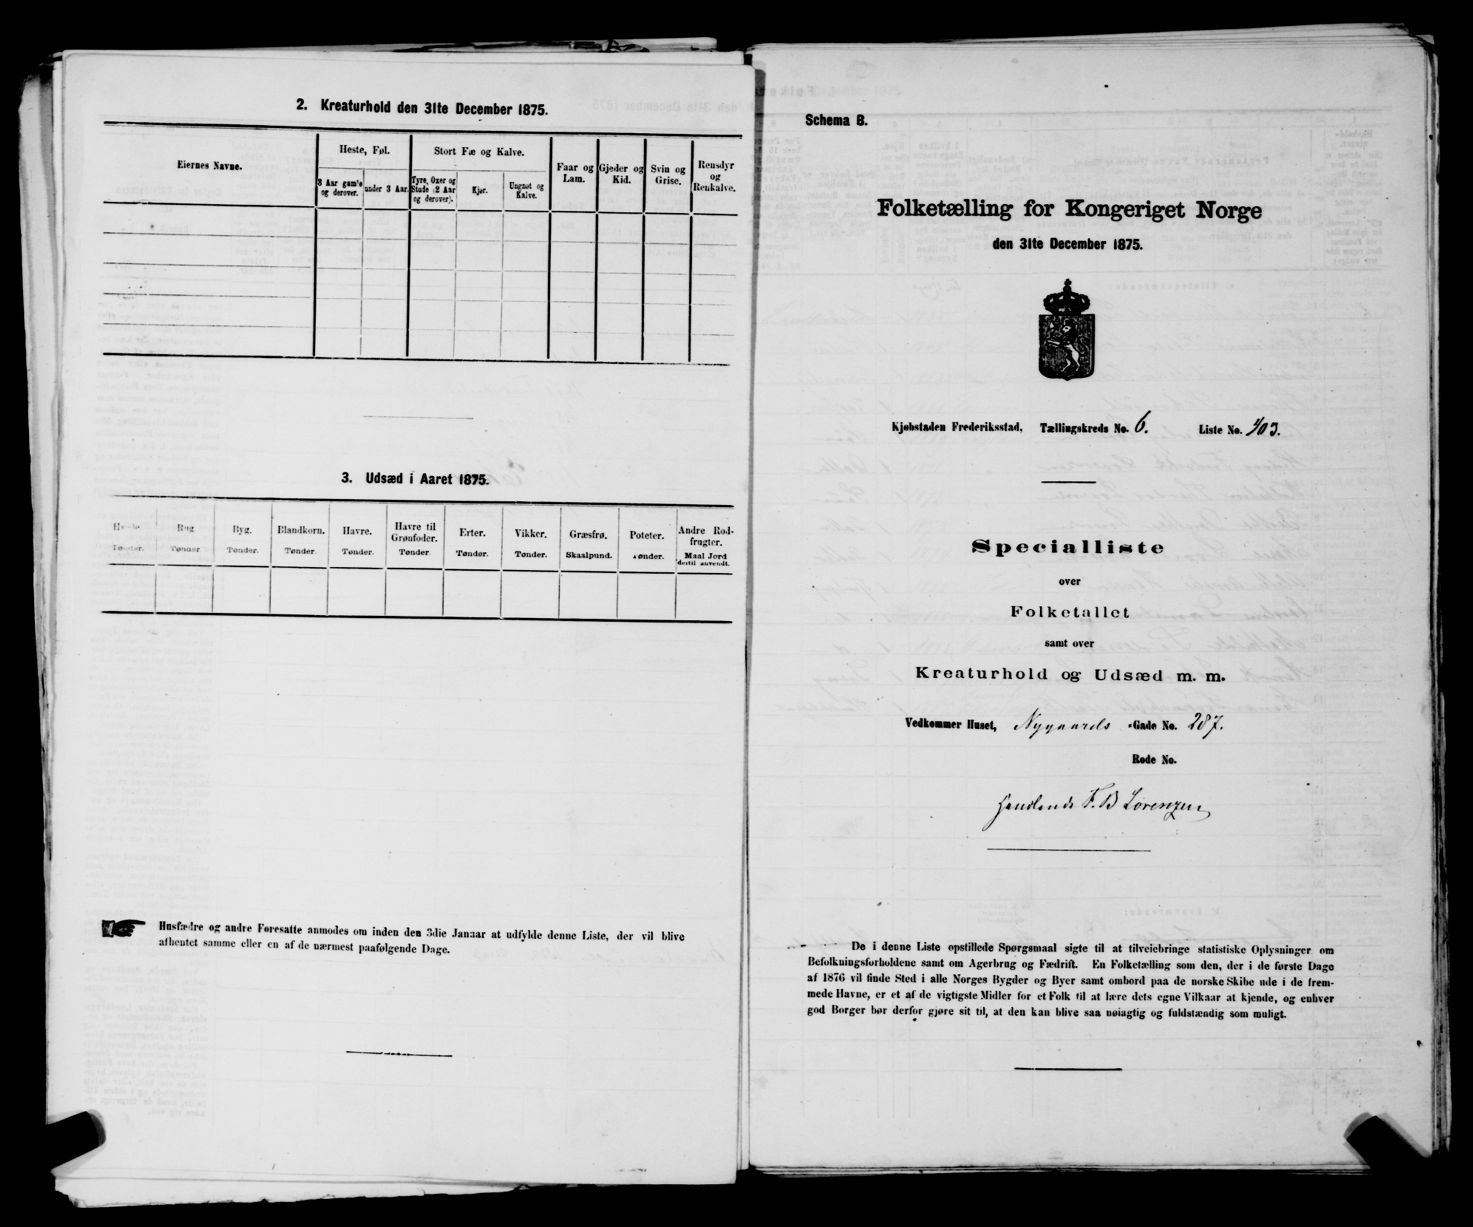 2. Kreaturhold den 31te December 1875.
Eiernes Navne.
Heste, Føl.
Stort Fæ og Kalve.
Faar og Lam.
Gjeder og Kid.
Svin og Grise.
Rensdyr og Renkalve.
3 Aar gamle og derover.
under 3 Aar.
Tyre, Oxer og Stude (2 Aar og derover).
Kjør.
Ungnøt og Kalve.
3. Udsæd i Aaret 1875.
Hvede. Rug Byg. Blandkorn. Havre. Havre til Grønfoder. Erter. Vikker. Græsfrø. Poteter. Andre Rodfrugter.
Tønder. Tønder Tønder. Tønder. Tønder. Tønder. Tønder. Tønder. Skaalpund. Tønder. Maal Jord dertil anvendt.
Husfædre og andre Foresatte anmodes om inden den 3die Januar at udfylde denne Liste, der vil blive
afhentet samme eller en af de nærmest paafølgende Dage.
Schema B.
Folketælling for Kongeriget Norge
den 31te December 1875.
Kjøbstaden Frederiksstad, Tællingskreds No. 6. Liste No. 403.
Specialliste
over
Folketallet
samt over
Kreaturhold og Udsæd m. m.
Vedkommer Huset, Nygaards -Gade No. 287.
Rode No.
Handlende F. B Lorenzen
De i denne Liste opstillede Spørgsmaal sigte til at tilveiebringe statistiske Oplysninger om
Befolkningsforholdene samt om Agerbrug og Fædrift. En Folketælling som den, der i de første Dage
af 1876 vil finde Sted i alle Norges Bygder og Byer samt ombord paa de norske Skibe ude i de frem-
mede Havne, er et af de vigtigste Midler for et Folk til at lære dets egne Vilkaar at kjende, og enhver
god Borger bør derfor gjøre sit til, at den kan blive saa nøiagtig og fuldstændig som muligt.